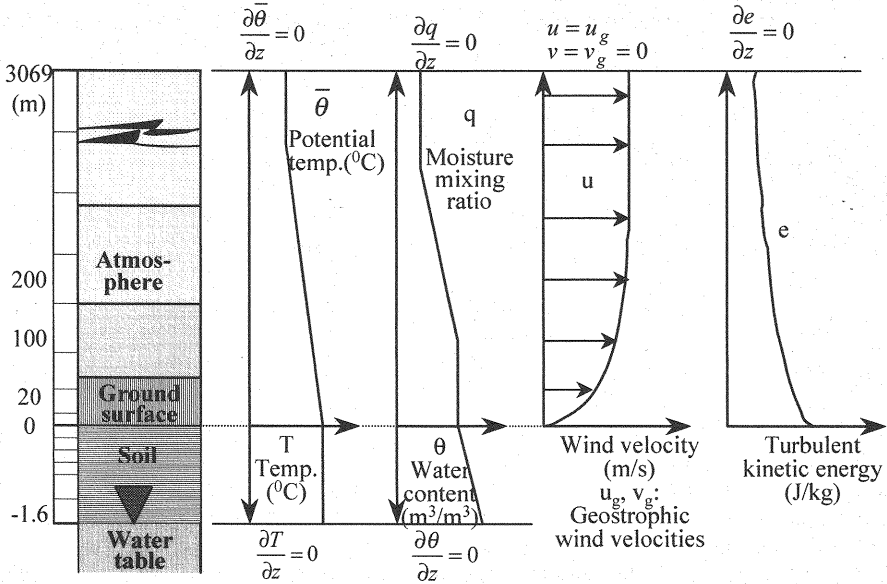 ∂θ̅/∂z = 0
∂q/∂z = 0
u = u_g
v = v_g = 0
∂e/∂z = 0
3069
(m)
200
100
20
0
-1.6
Atmos-
phere
Ground
surface
Soil
Water
table
θ̅
Potential
temp.(⁰C)
q
Moisture
mixing
ratio
u
e
T
Temp.
(⁰C)
θ
Water
content
(m³/m³)
Wind velocity
(m/s)
u_g, v_g:
Geostrophic
wind velocities
Turbulent
kinetic energy
(J/kg)
∂T/∂z = 0
∂θ/∂z = 0